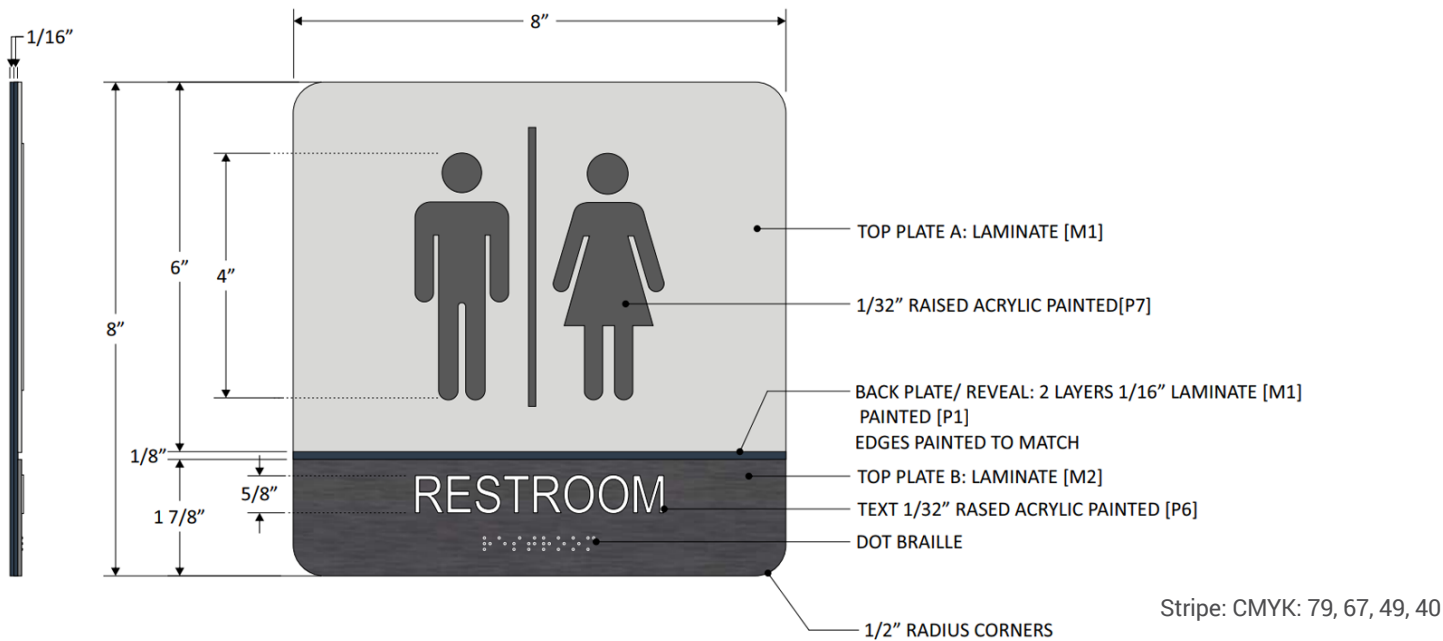 1/16”
8”
6”
4”
8”
1/8”
5/8”
1 7/8”
RESTROOM
TOP PLATE A: LAMINATE [M1]
1/32” RAISED ACRYLIC PAINTED[P7]
BACK PLATE/ REVEAL: 2 LAYERS 1/16” LAMINATE [M1]
PAINTED [P1]
EDGES PAINTED TO MATCH
TOP PLATE B: LAMINATE [M2]
TEXT 1/32” RASED ACRYLIC PAINTED [P6]
DOT BRAILLE
1/2” RADIUS CORNERS
Stripe: CMYK: 79, 67, 49, 40